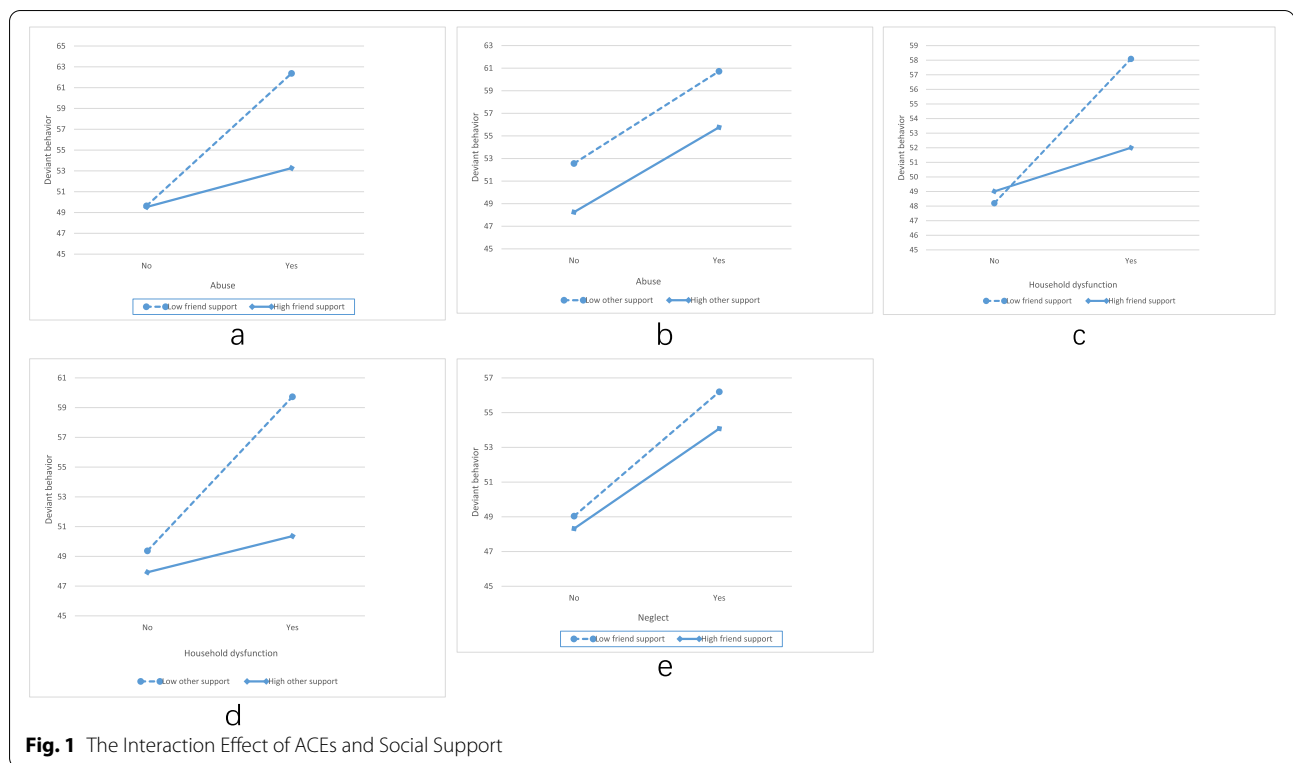 65
63
61
59
57
55
53
51
49
47
45
Deviant behavior
No Yes
Abuse
Low friend support High friend support
a
63
61
59
57
55
53
51
49
47
45
Deviant behavior
No Yes
Abuse
Low other support High other support
b
59
58
57
56
55
54
53
52
51
50
49
48
47
46
45
Deviant behavior
No Yes
Household dysfunction
Low friend support High friend support
c
61
59
57
55
53
51
49
47
45
Deviant behavior
No Yes
Household dysfunction
Low other support High other support
d
57
55
53
51
49
47
45
Deviant behavior
No Yes
Neglect
Low friend support High friend support
e
Fig. 1 The Interaction Effect of ACEs and Social Support